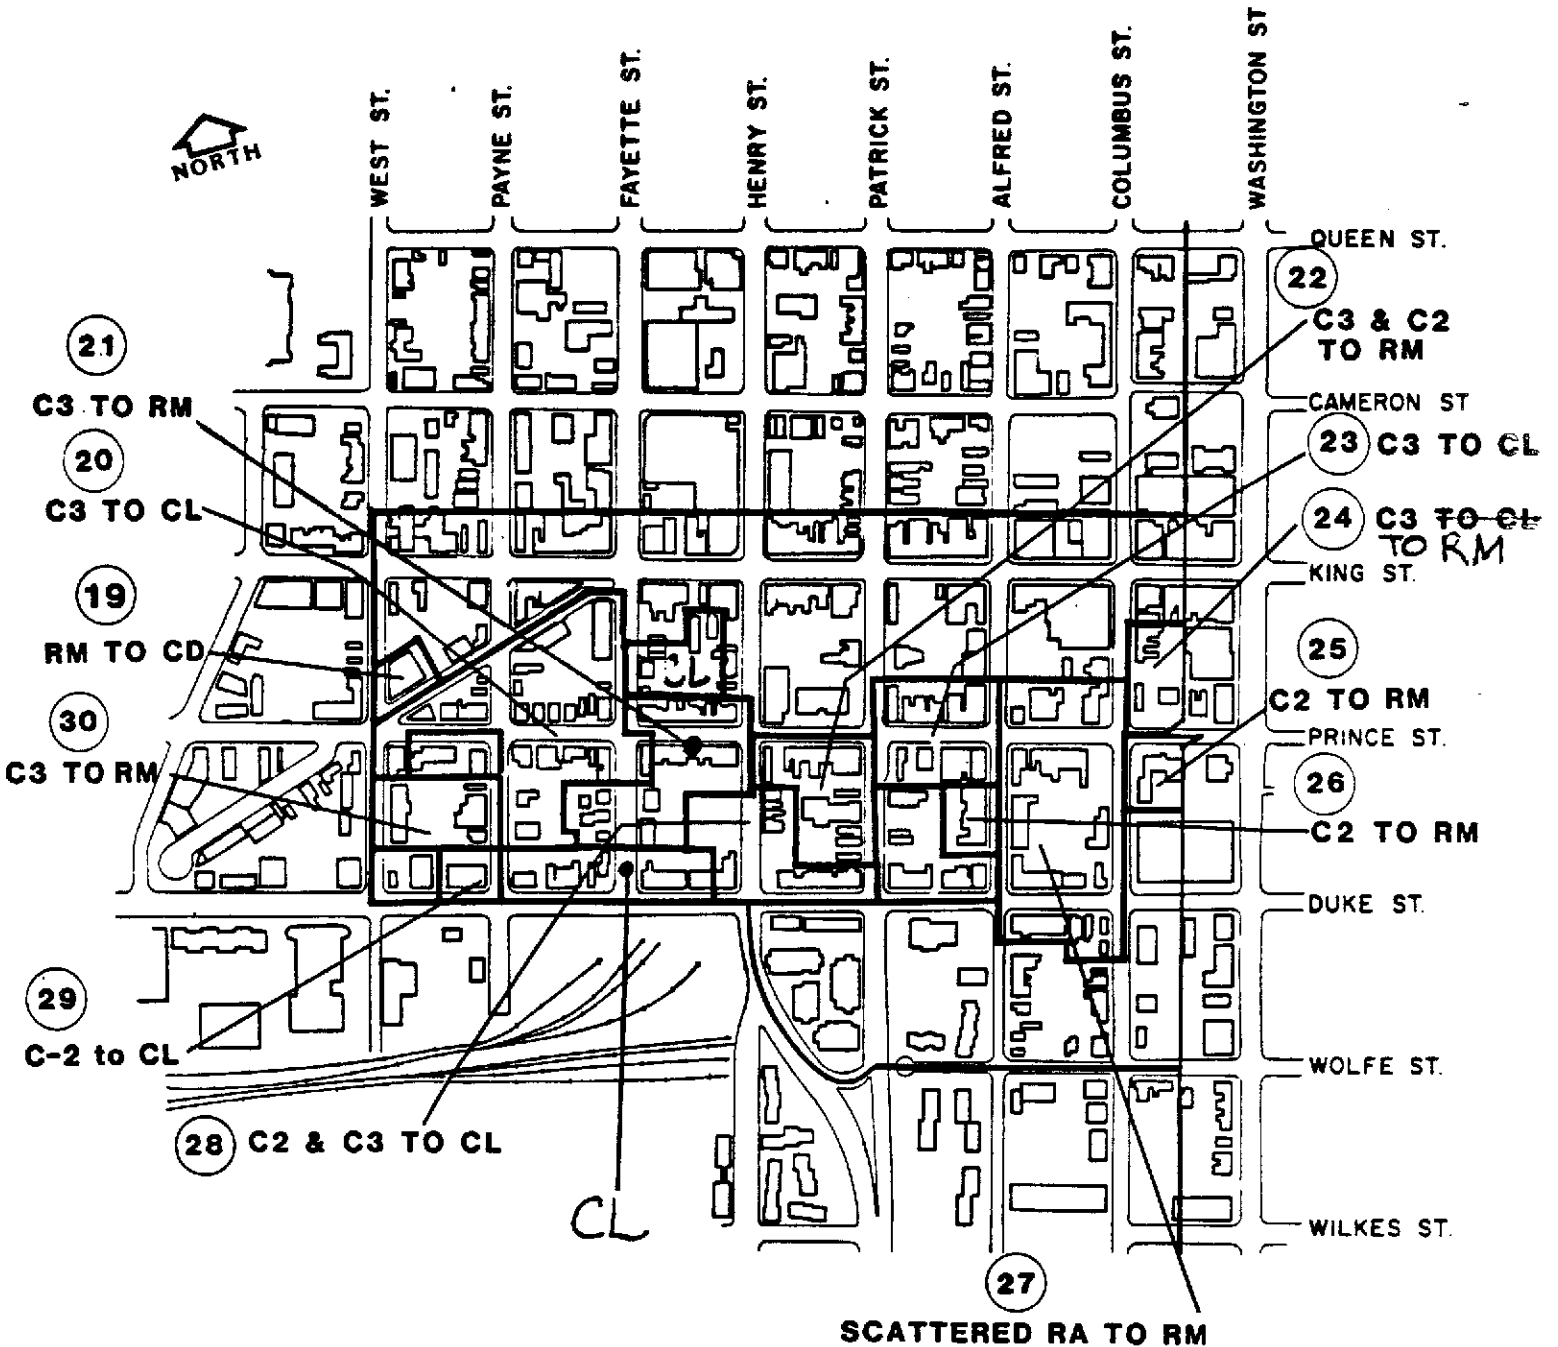 WEST ST.
PAYNE ST.
FAYETTE ST.
HENRY ST.
PATRICK ST.
ALFRED ST.
COLUMBUS ST.
WASHINGTON ST
NORTH
QUEEN ST.
22
C3 & C2
TO RM
21
C3 TO RM
CAMERON ST
23 C3 TO CL
20
C3 TO CL
24 C3 TO CL
TO RM
KING ST.
19
RM TO CD
CL
25
C2 TO RM
30
C3 TO RM
PRINCE ST.
26
C2 TO RM
DUKE ST.
29
C-2 to CL
WOLFE ST.
28 C2 & C3 TO CL
CL
WILKES ST.
27
SCATTERED RA TO RM